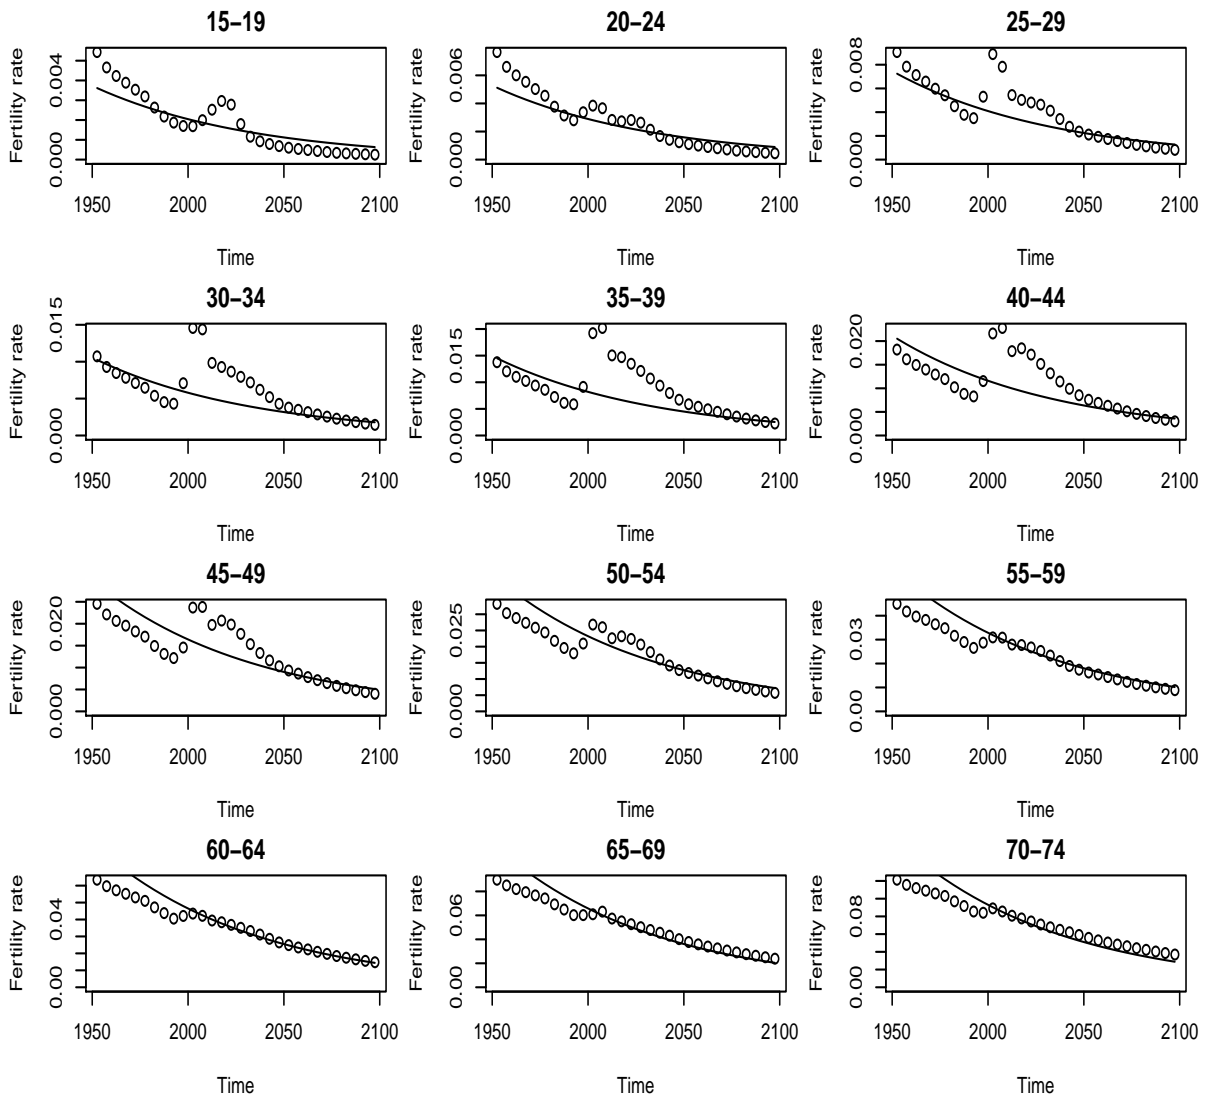 15−19 20−24 25−29
Fertility rate 0.000 0.004 Fertility rate 0.000 0.006 Fertility rate 0.000 0.008
1950 2000 2050 2100 1950 2000 2050 2100 1950 2000 2050 2100
Time Time Time
30−34 35−39 40−44
Fertility rate 0.000 0.015 Fertility rate 0.000 0.015 Fertility rate 0.000 0.020
1950 2000 2050 2100 1950 2000 2050 2100 1950 2000 2050 2100
Time Time Time
45−49 50−54 55−59
Fertility rate 0.000 0.020 Fertility rate 0.000 0.025 Fertility rate 0.00 0.03
1950 2000 2050 2100 1950 2000 2050 2100 1950 2000 2050 2100
Time Time Time
60−64 65−69 70−74
Fertility rate 0.00 0.04 Fertility rate 0.00 0.06 Fertility rate 0.00 0.08
1950 2000 2050 2100 1950 2000 2050 2100 1950 2000 2050 2100
Time Time Time